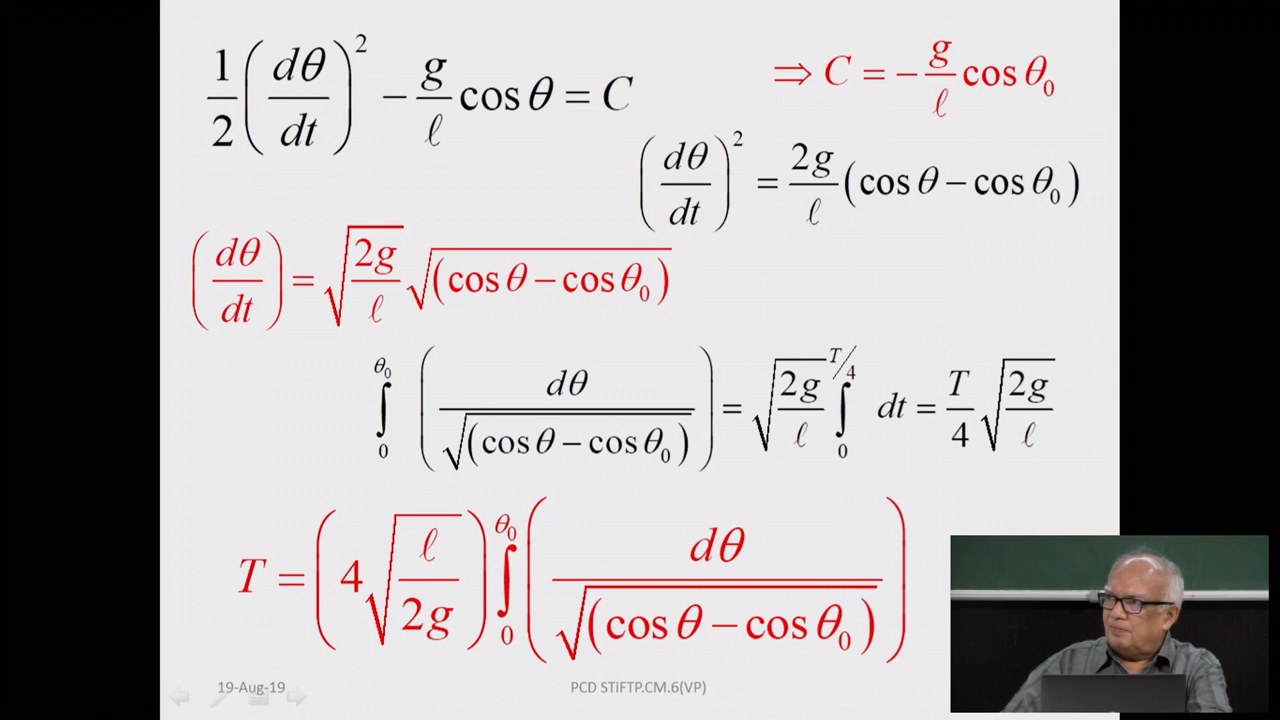 ½(dθ/dt)² − g/ℓ cos θ = C
⇒ C = − g/ℓ cos θ₀
(dθ/dt)² = 2g/ℓ (cos θ − cos θ₀)
(dθ/dt) = √(2g/ℓ) √(cos θ − cos θ₀)
∫₀^θ₀ (dθ / √(cos θ − cos θ₀)) = √(2g/ℓ) ∫₀^(T/4) dt = T/4 √(2g/ℓ)
T = (4√(ℓ/2g)) ∫₀^θ₀ (dθ / √(cos θ − cos θ₀))
19-Aug-19 PCD STiFTP.CM.6(VP)